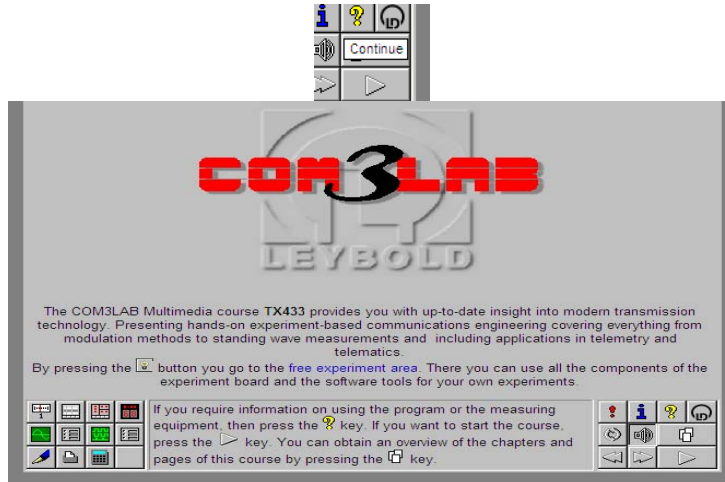 Continue
COM3LAB
LEYBOLD
The COM3LAB Multimedia course TX433 provides you with up-to-date insight into modern transmission
technology. Presenting hands-on experiment-based communications engineering covering everything from
modulation methods to standing wave measurements and including applications in telemetry and
telematics.
By pressing the button you go to the free experiment area. There you can use all the components of the
experiment board and the software tools for your own experiments.
If you require information on using the program or the measuring
equipment, then press the ? key. If you want to start the course,
press the key. You can obtain an overview of the chapters and
pages of this course by pressing the key.